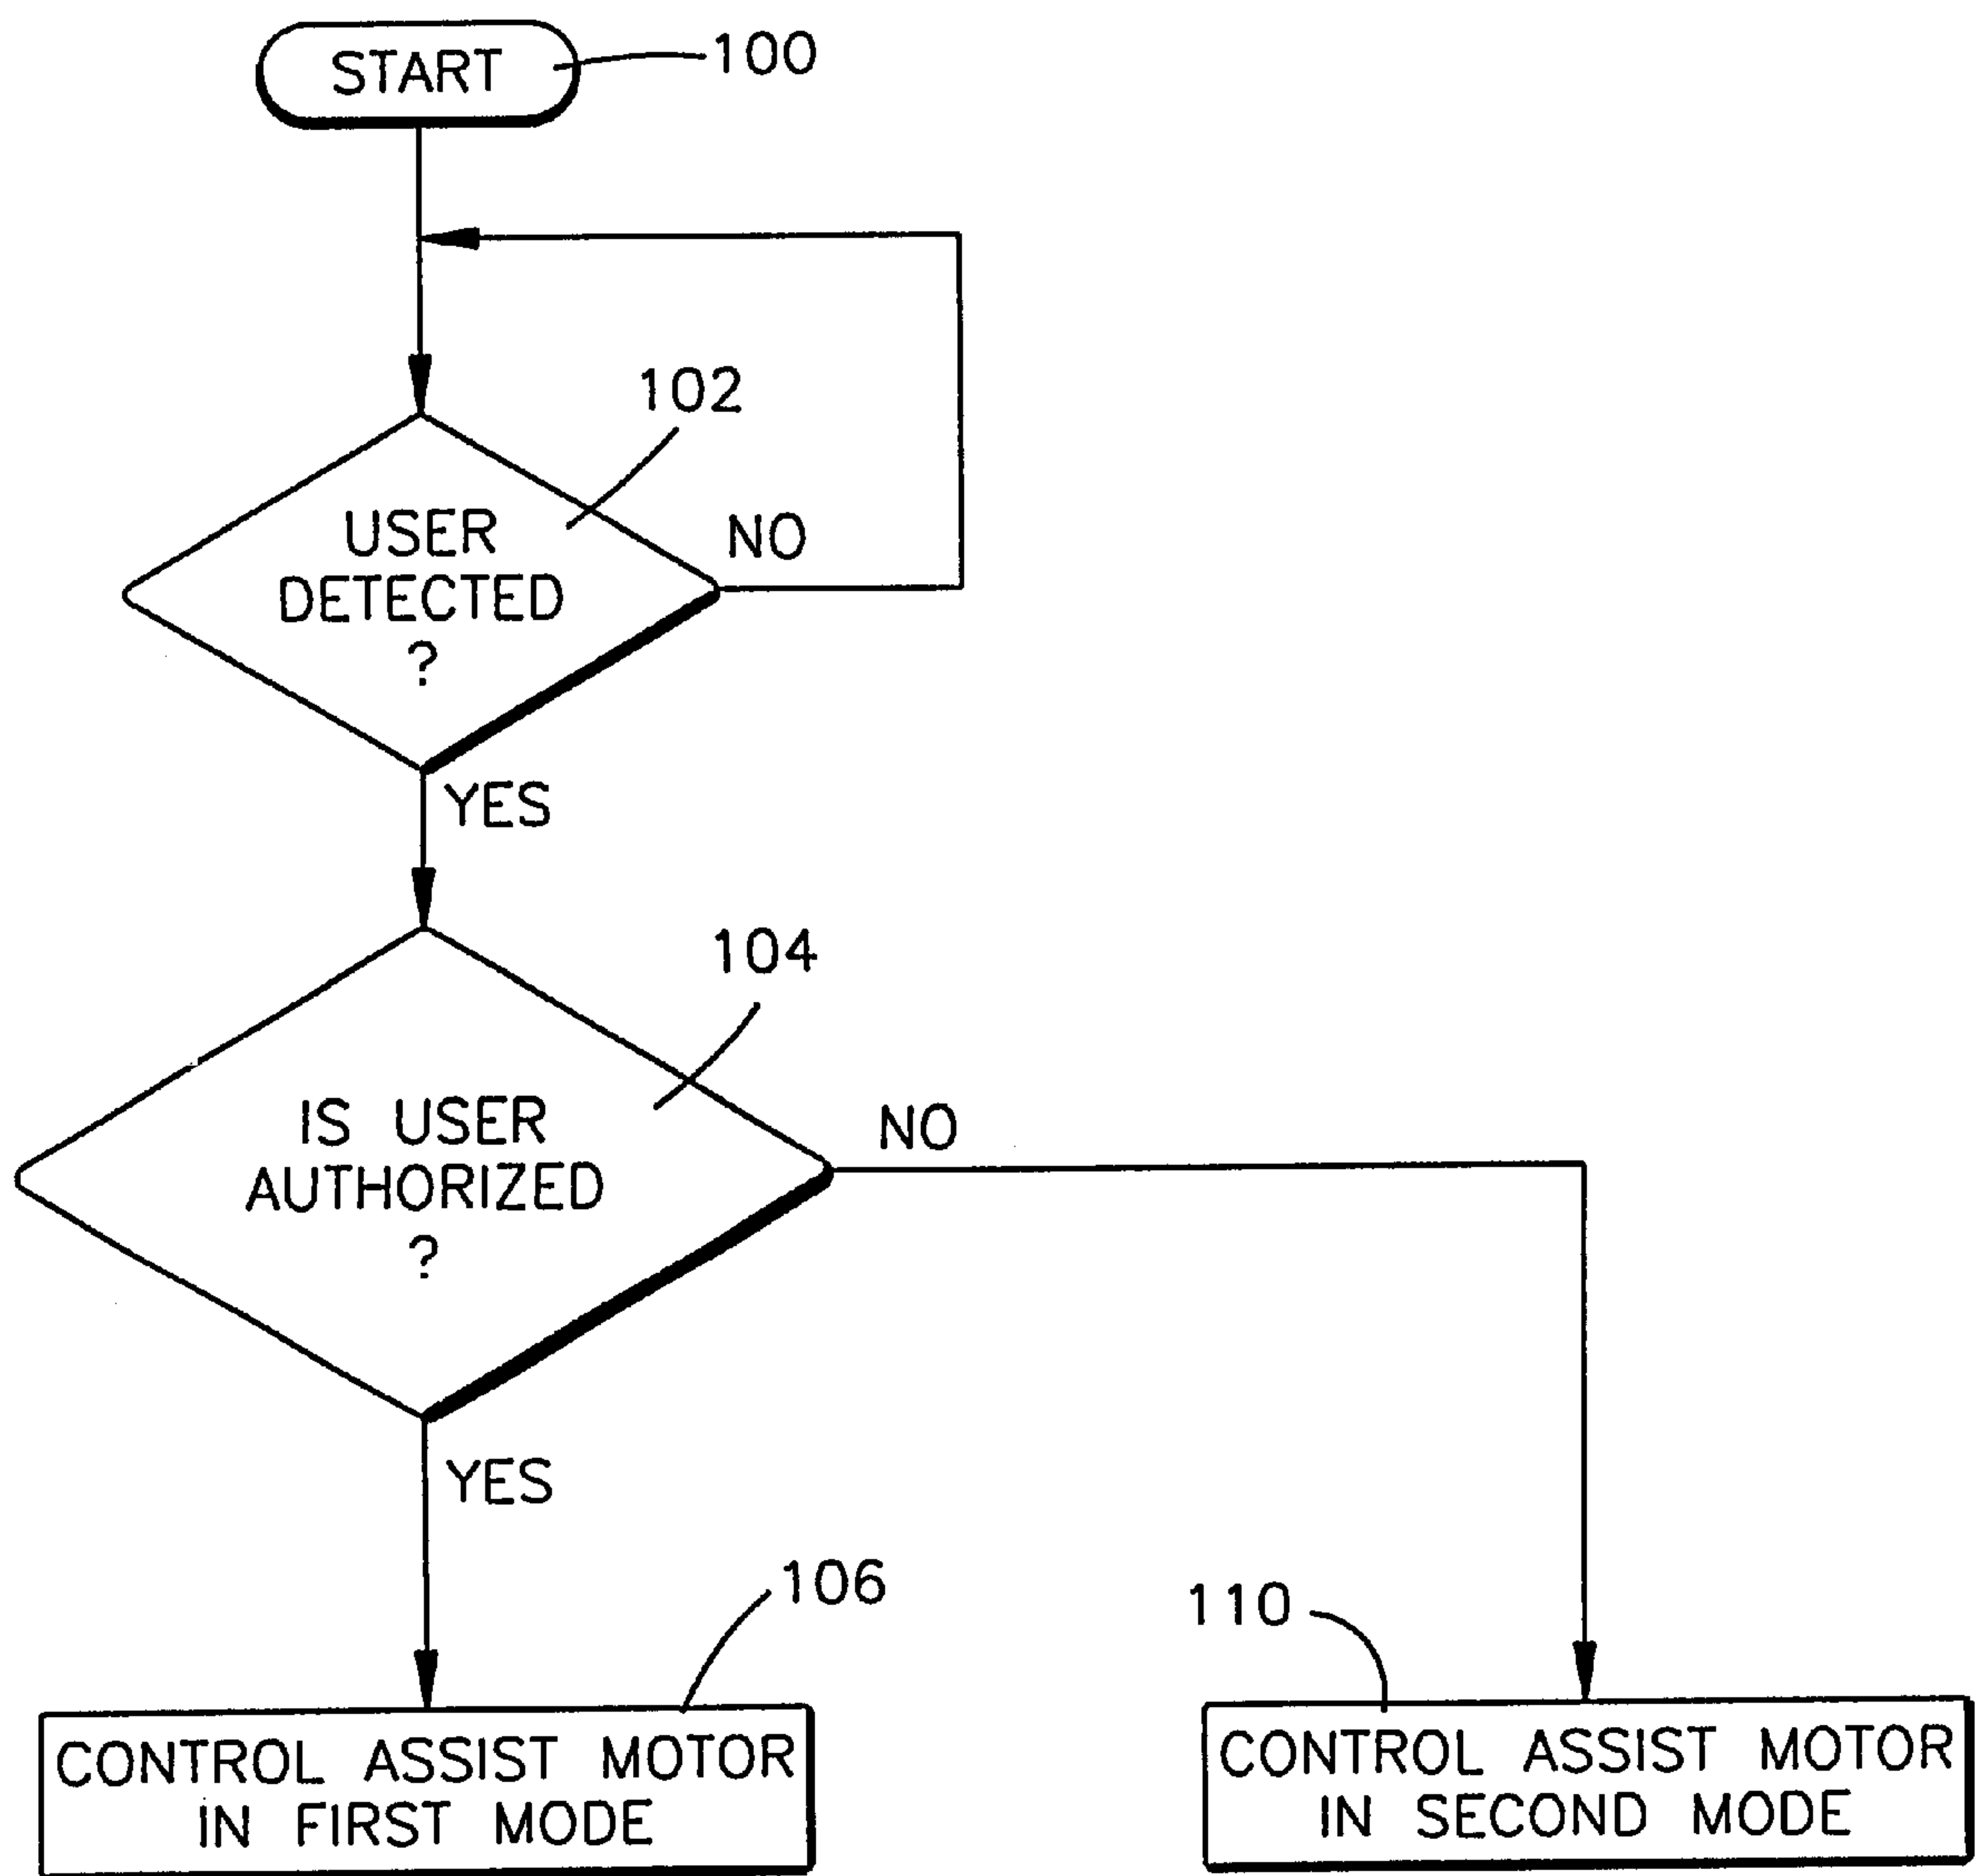 START
100
102
USER
DETECTED
?
NO
YES
104
IS USER
AUTHORIZED
?
NO
YES
106
110
CONTROL ASSIST MOTOR
IN FIRST MODE
CONTROL ASSIST MOTOR
IN SECOND MODE